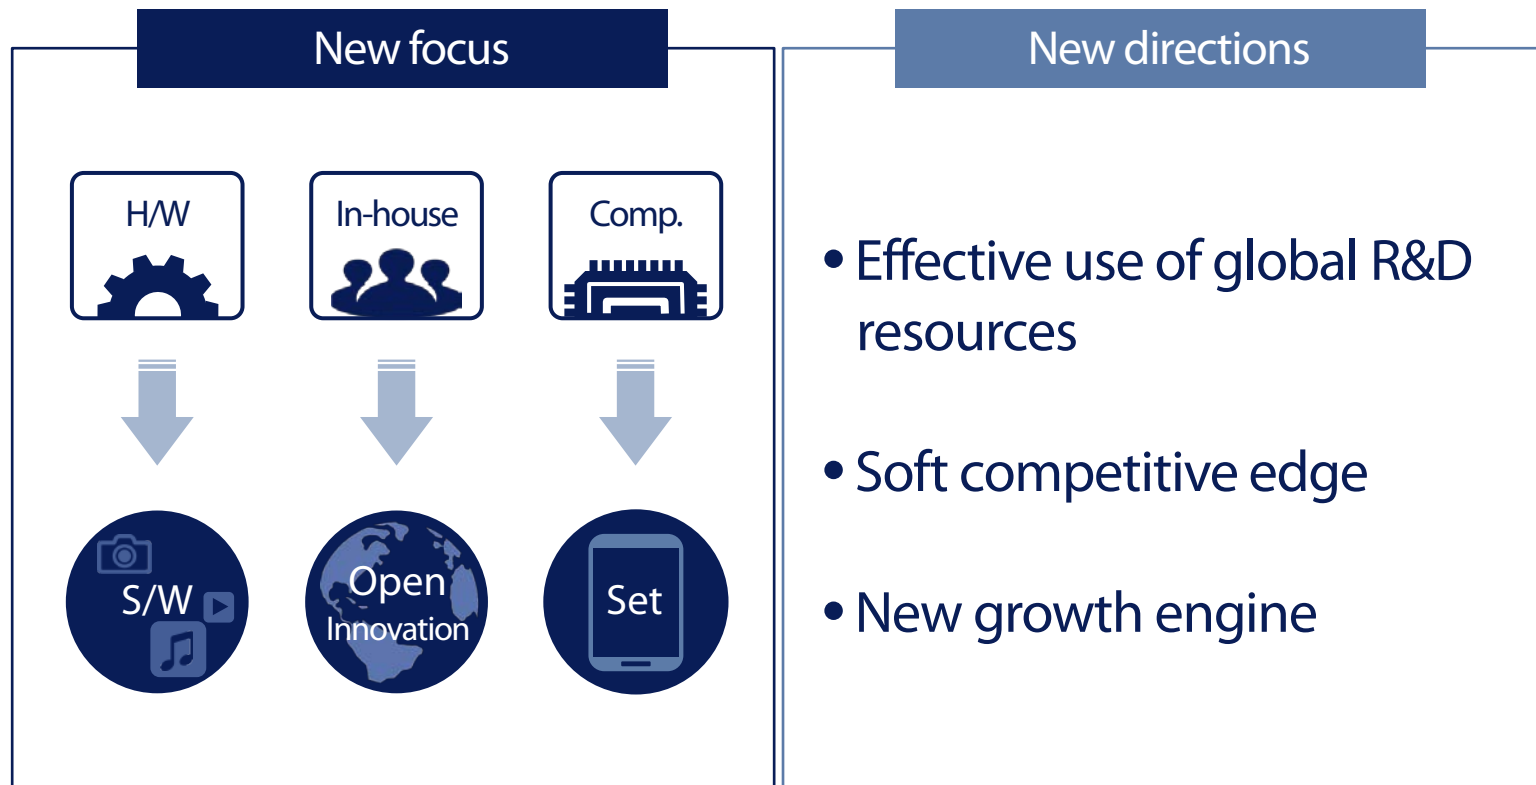 New focus
H/W
In-house
Comp.
S/W
Open
Innovation
Set
New directions
• Effective use of global R&D
resources
• Soft competitive edge
• New growth engine